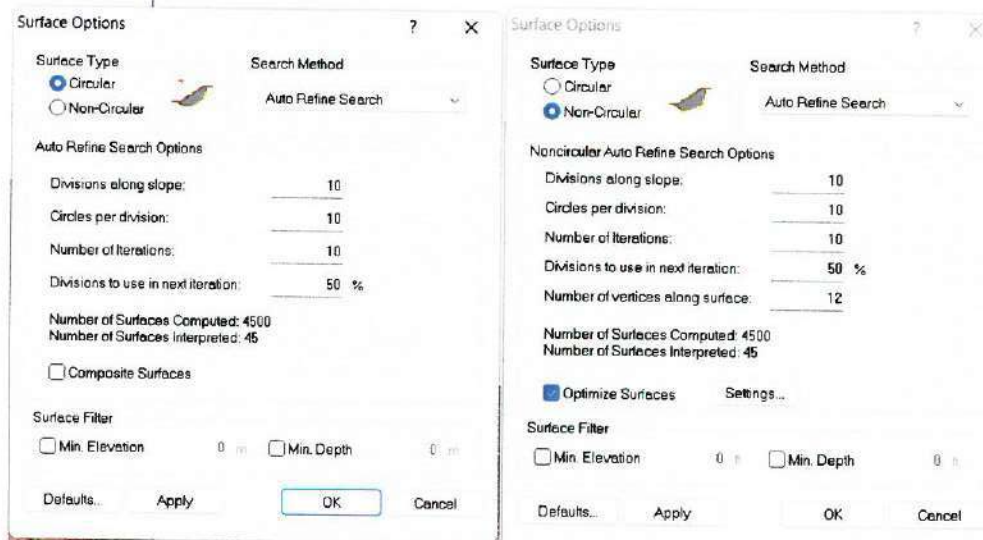 Surface Options ? ×
Surface Type
Circular
Non-Circular
Search Method
Auto Refine Search
Auto Refine Search Options
Divisions along slope: 10
Circles per division: 10
Number of Iterations: 10
Divisions to use in next iteration: 50 %
Number of Surfaces Computed: 4500
Number of Surfaces Interpreted: 45
Composite Surfaces
Surface Filter
Min. Elevation 0 m Min. Depth 0 m
Defaults... Apply OK Cancel
Surface Options ? ×
Surface Type
Circular
Non-Circular
Search Method
Auto Refine Search
Noncircular Auto Refine Search Options
Divisions along slope: 10
Circles per division: 10
Number of Iterations: 10
Divisions to use in next iteration: 50 %
Number of vertices along surface: 12
Number of Surfaces Computed: 4500
Number of Surfaces Interpreted: 45
Optimize Surfaces Settings...
Surface Filter
Min. Elevation 0 Min. Depth 0
Defaults... Apply OK Cancel